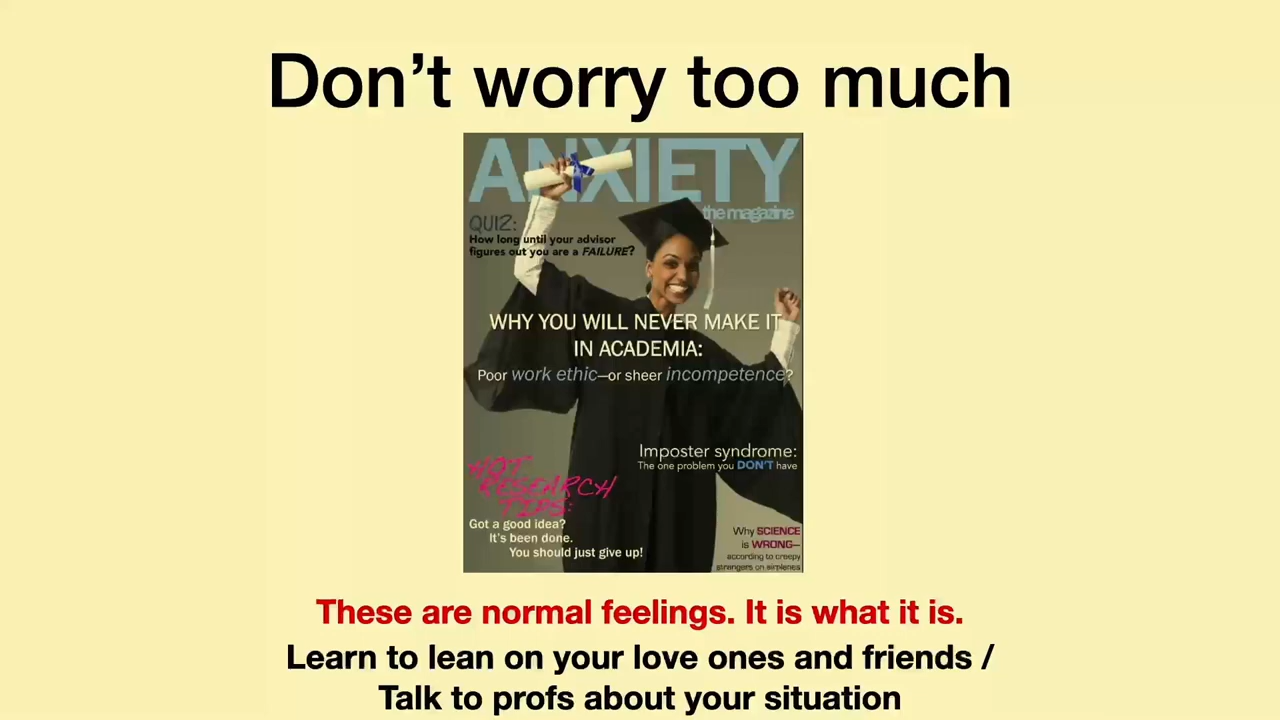 Don’t worry too much
ANXIETY
the magazine
QUIZ:
How long until your advisor
figures out you are a FAILURE?
WHY YOU WILL NEVER MAKE IT
IN ACADEMIA:
Poor work ethic—or sheer incompetence?
Imposter syndrome:
The one problem you DON'T have
HOT
RESEARCH
TIPS:
Got a good idea?
It's been done.
You should just give up!
Why SCIENCE
is WRONG—
according to creepy
strangers on airplanes
These are normal feelings. It is what it is.
Learn to lean on your love ones and friends /
Talk to profs about your situation